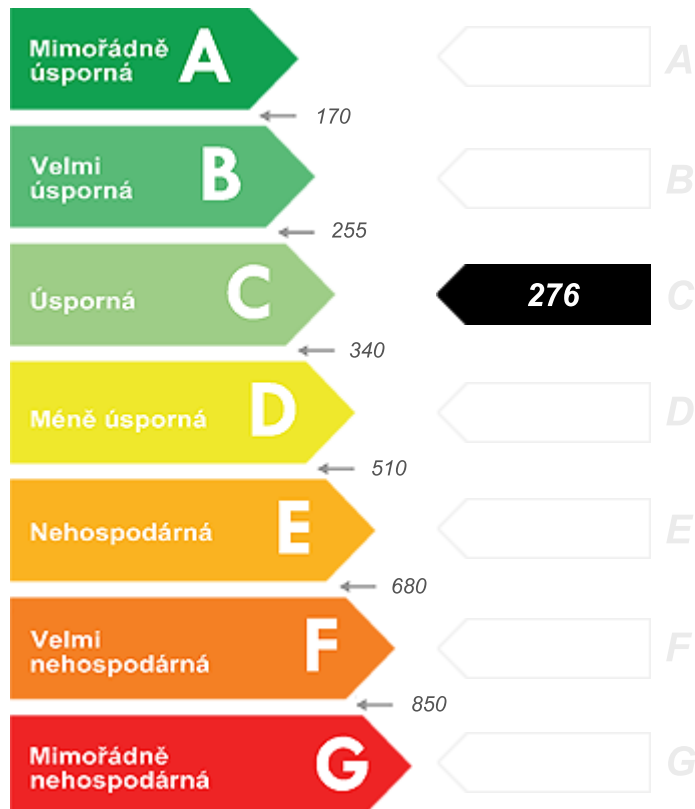 Mimořádně
úsporná
A
A
170
Velmi
úsporná
B
B
255
Úsporná
C
276
C
340
Méně úsporná
D
D
510
Nehospodárná
E
E
680
Velmi
nehospodárná
F
F
850
Mimořádně
nehospodárná
G
G